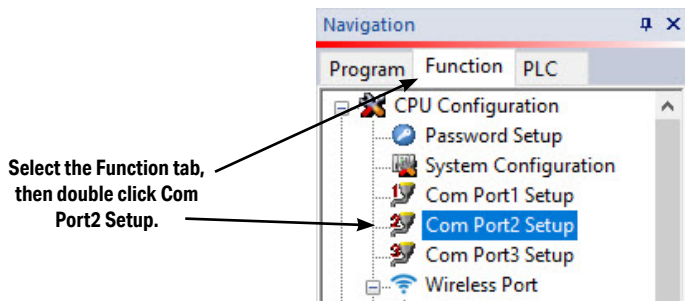 Navigation
Program Function PLC
CPU Configuration
Password Setup
System Configuration
Com Port1 Setup
Com Port2 Setup
Com Port3 Setup
Wireless Port
Select the Function tab,
then double click Com
Port2 Setup.